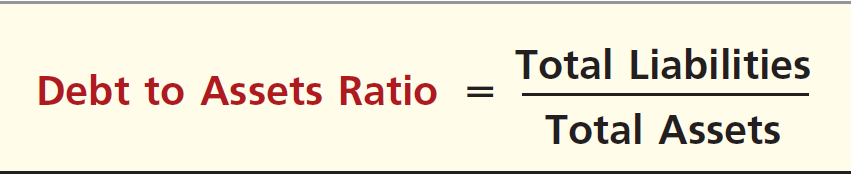 Debt to Assets Ratio = Total Liabilities
Total Assets